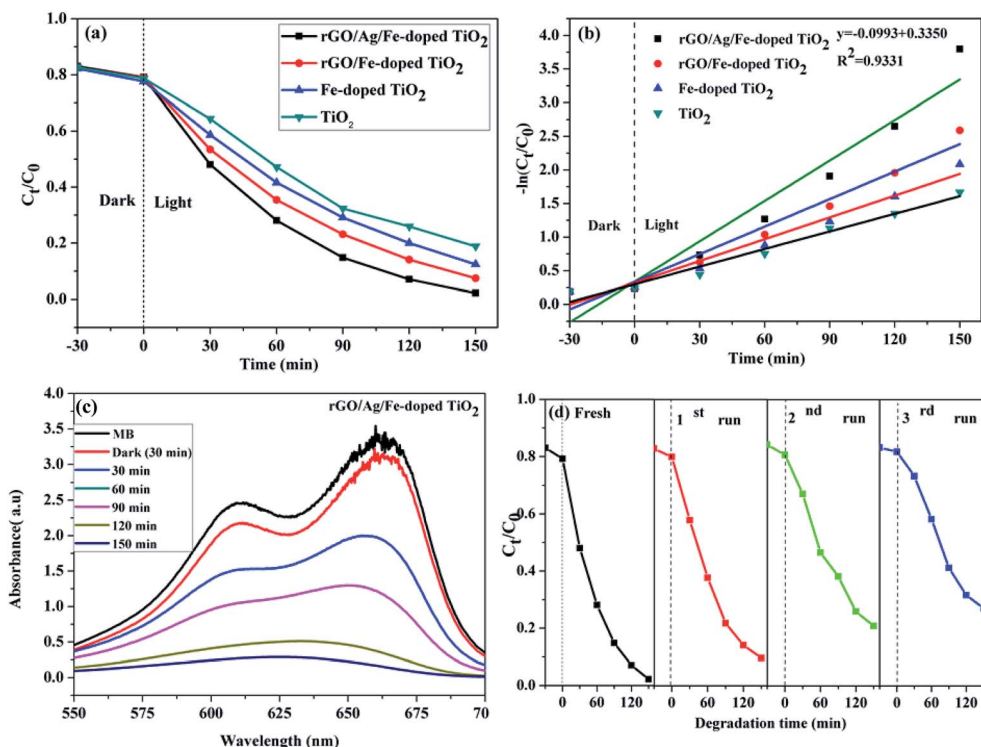 (a)
rGO/Ag/Fe-doped TiO2
rGO/Fe-doped TiO2
Fe-doped TiO2
TiO2
Dark
Light
Ct/C0
1.0
0.8
0.6
0.4
0.2
0.0
-30 0 30 60 90 120 150
Time (min)
(b)
rGO/Ag/Fe-doped TiO2
rGO/Fe-doped TiO2
Fe-doped TiO2
TiO2
y=-0.0993+0.3350
R2=0.9331
Dark
Light
-ln(Ct/C0)
4.0
3.5
3.0
2.5
2.0
1.5
1.0
0.5
0.0
-30 0 30 60 90 120 150
Time (min)
(c)
rGO/Ag/Fe-doped TiO2
MB
Dark (30 min)
30 min
60 min
90 min
120 min
150 min
Absorbance( a.u)
4.0
3.5
3.0
2.5
2.0
1.5
1.0
0.5
0.0
550 600 625 650 675 70
Wavelength (nm)
(d)
Fresh
1st run
2nd run
3rd run
Ct/C0
1.0
0.8
0.6
0.4
0.2
0.0
0 60 120 0 60 120 0 60 120 0 60 120
Degradation time (min)